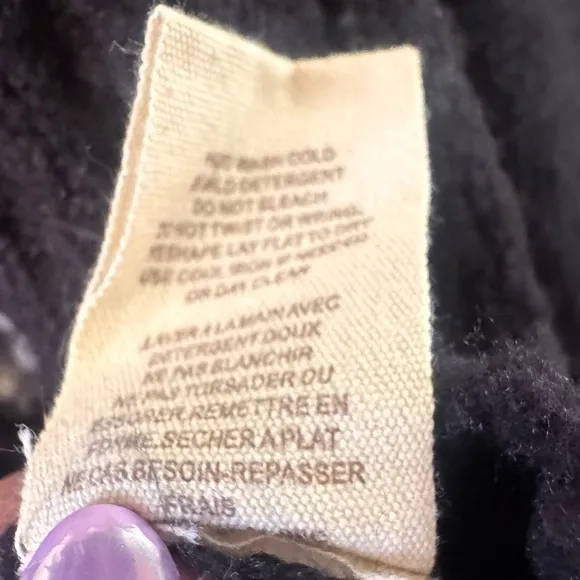 WASH COLD
MILD DETERGENT
DO NOT BLEACH
DO NOT TWIST OR WRING,
RESHAPE LAY FLAT TO DRY
USE COOL IRON IF NEEDED
OR DRY CLEAN
LAVER A LA MAIN AVEC
DETERGENT DOUX
NE PAS BLANCHIR
NE PAS TORSADER OU
ESSORER.REMETTRE EN
FORME.SECHER A PLAT
BESOIN-REPASSER
FRAIS